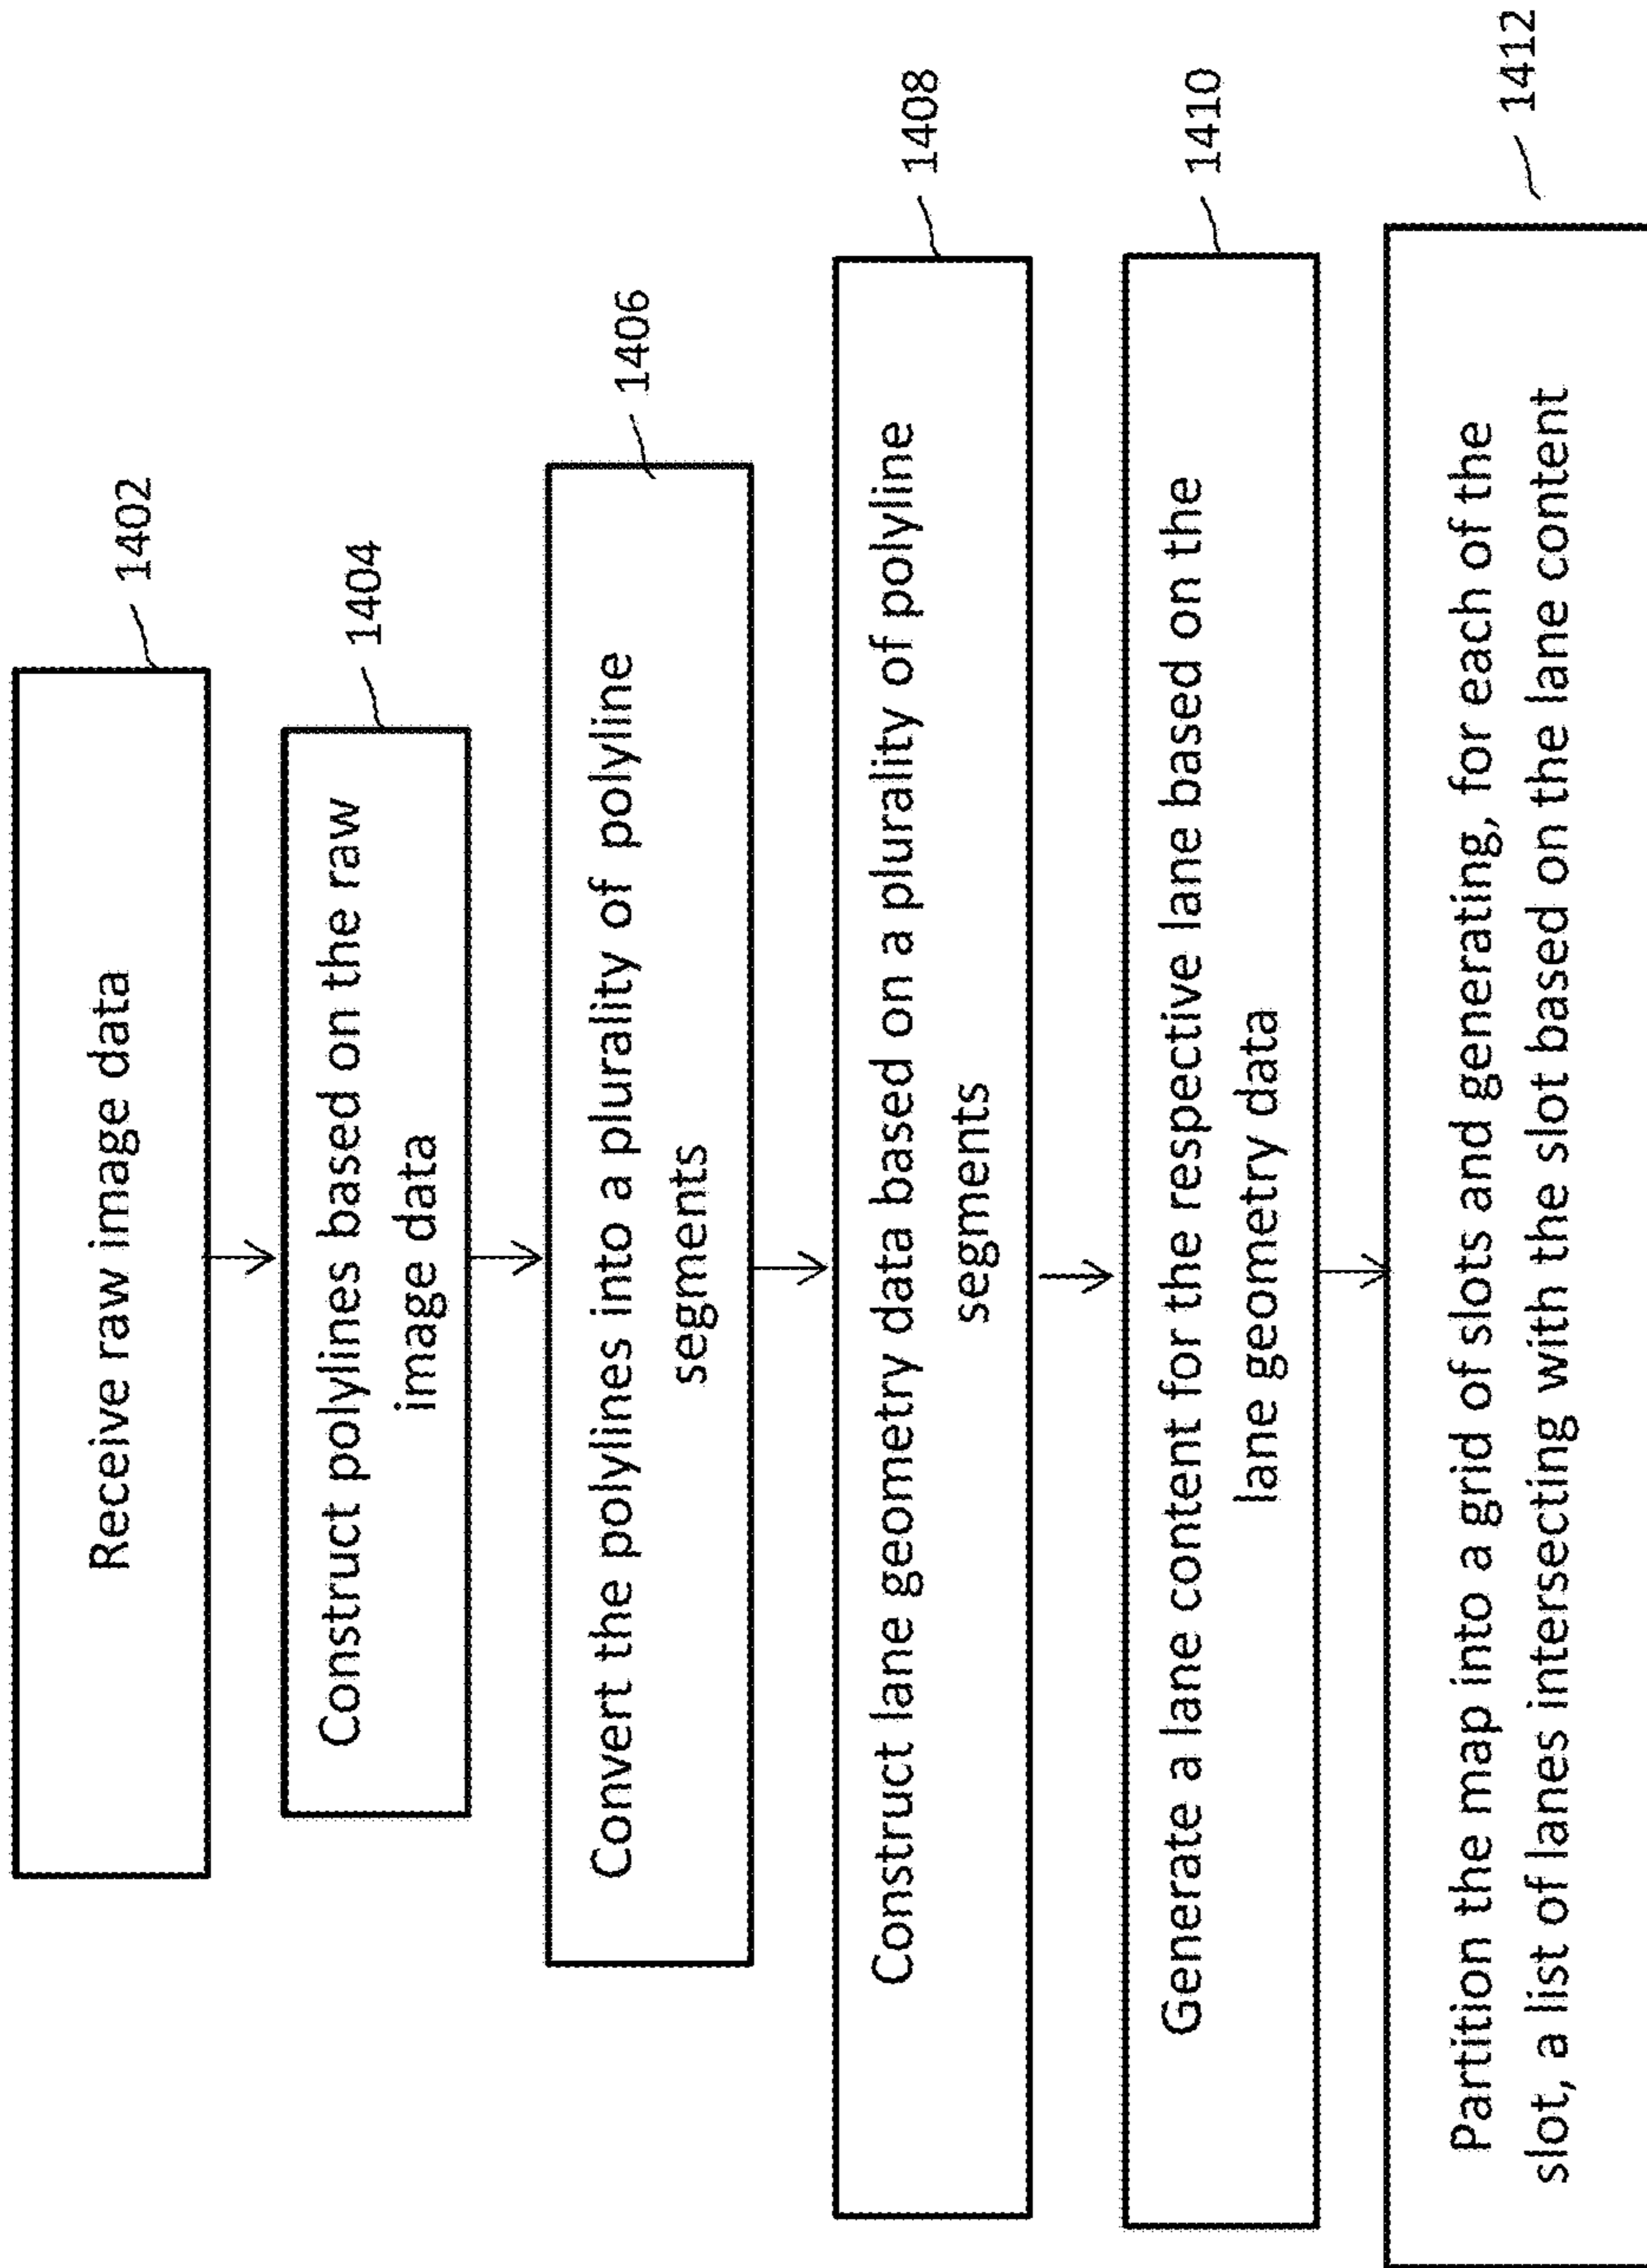 Receive raw image data
1402
Construct polylines based on the raw
image data
1404
Convert the polylines into a plurality of polyline
segments
1406
Construct lane geometry data based on a plurality of polyline
segments
1408
Generate a lane content for the respective lane based on the
lane geometry data
1410
Partition the map into a grid of slots and generating, for each of the
slot, a list of lanes intersecting with the slot based on the lane content
1412